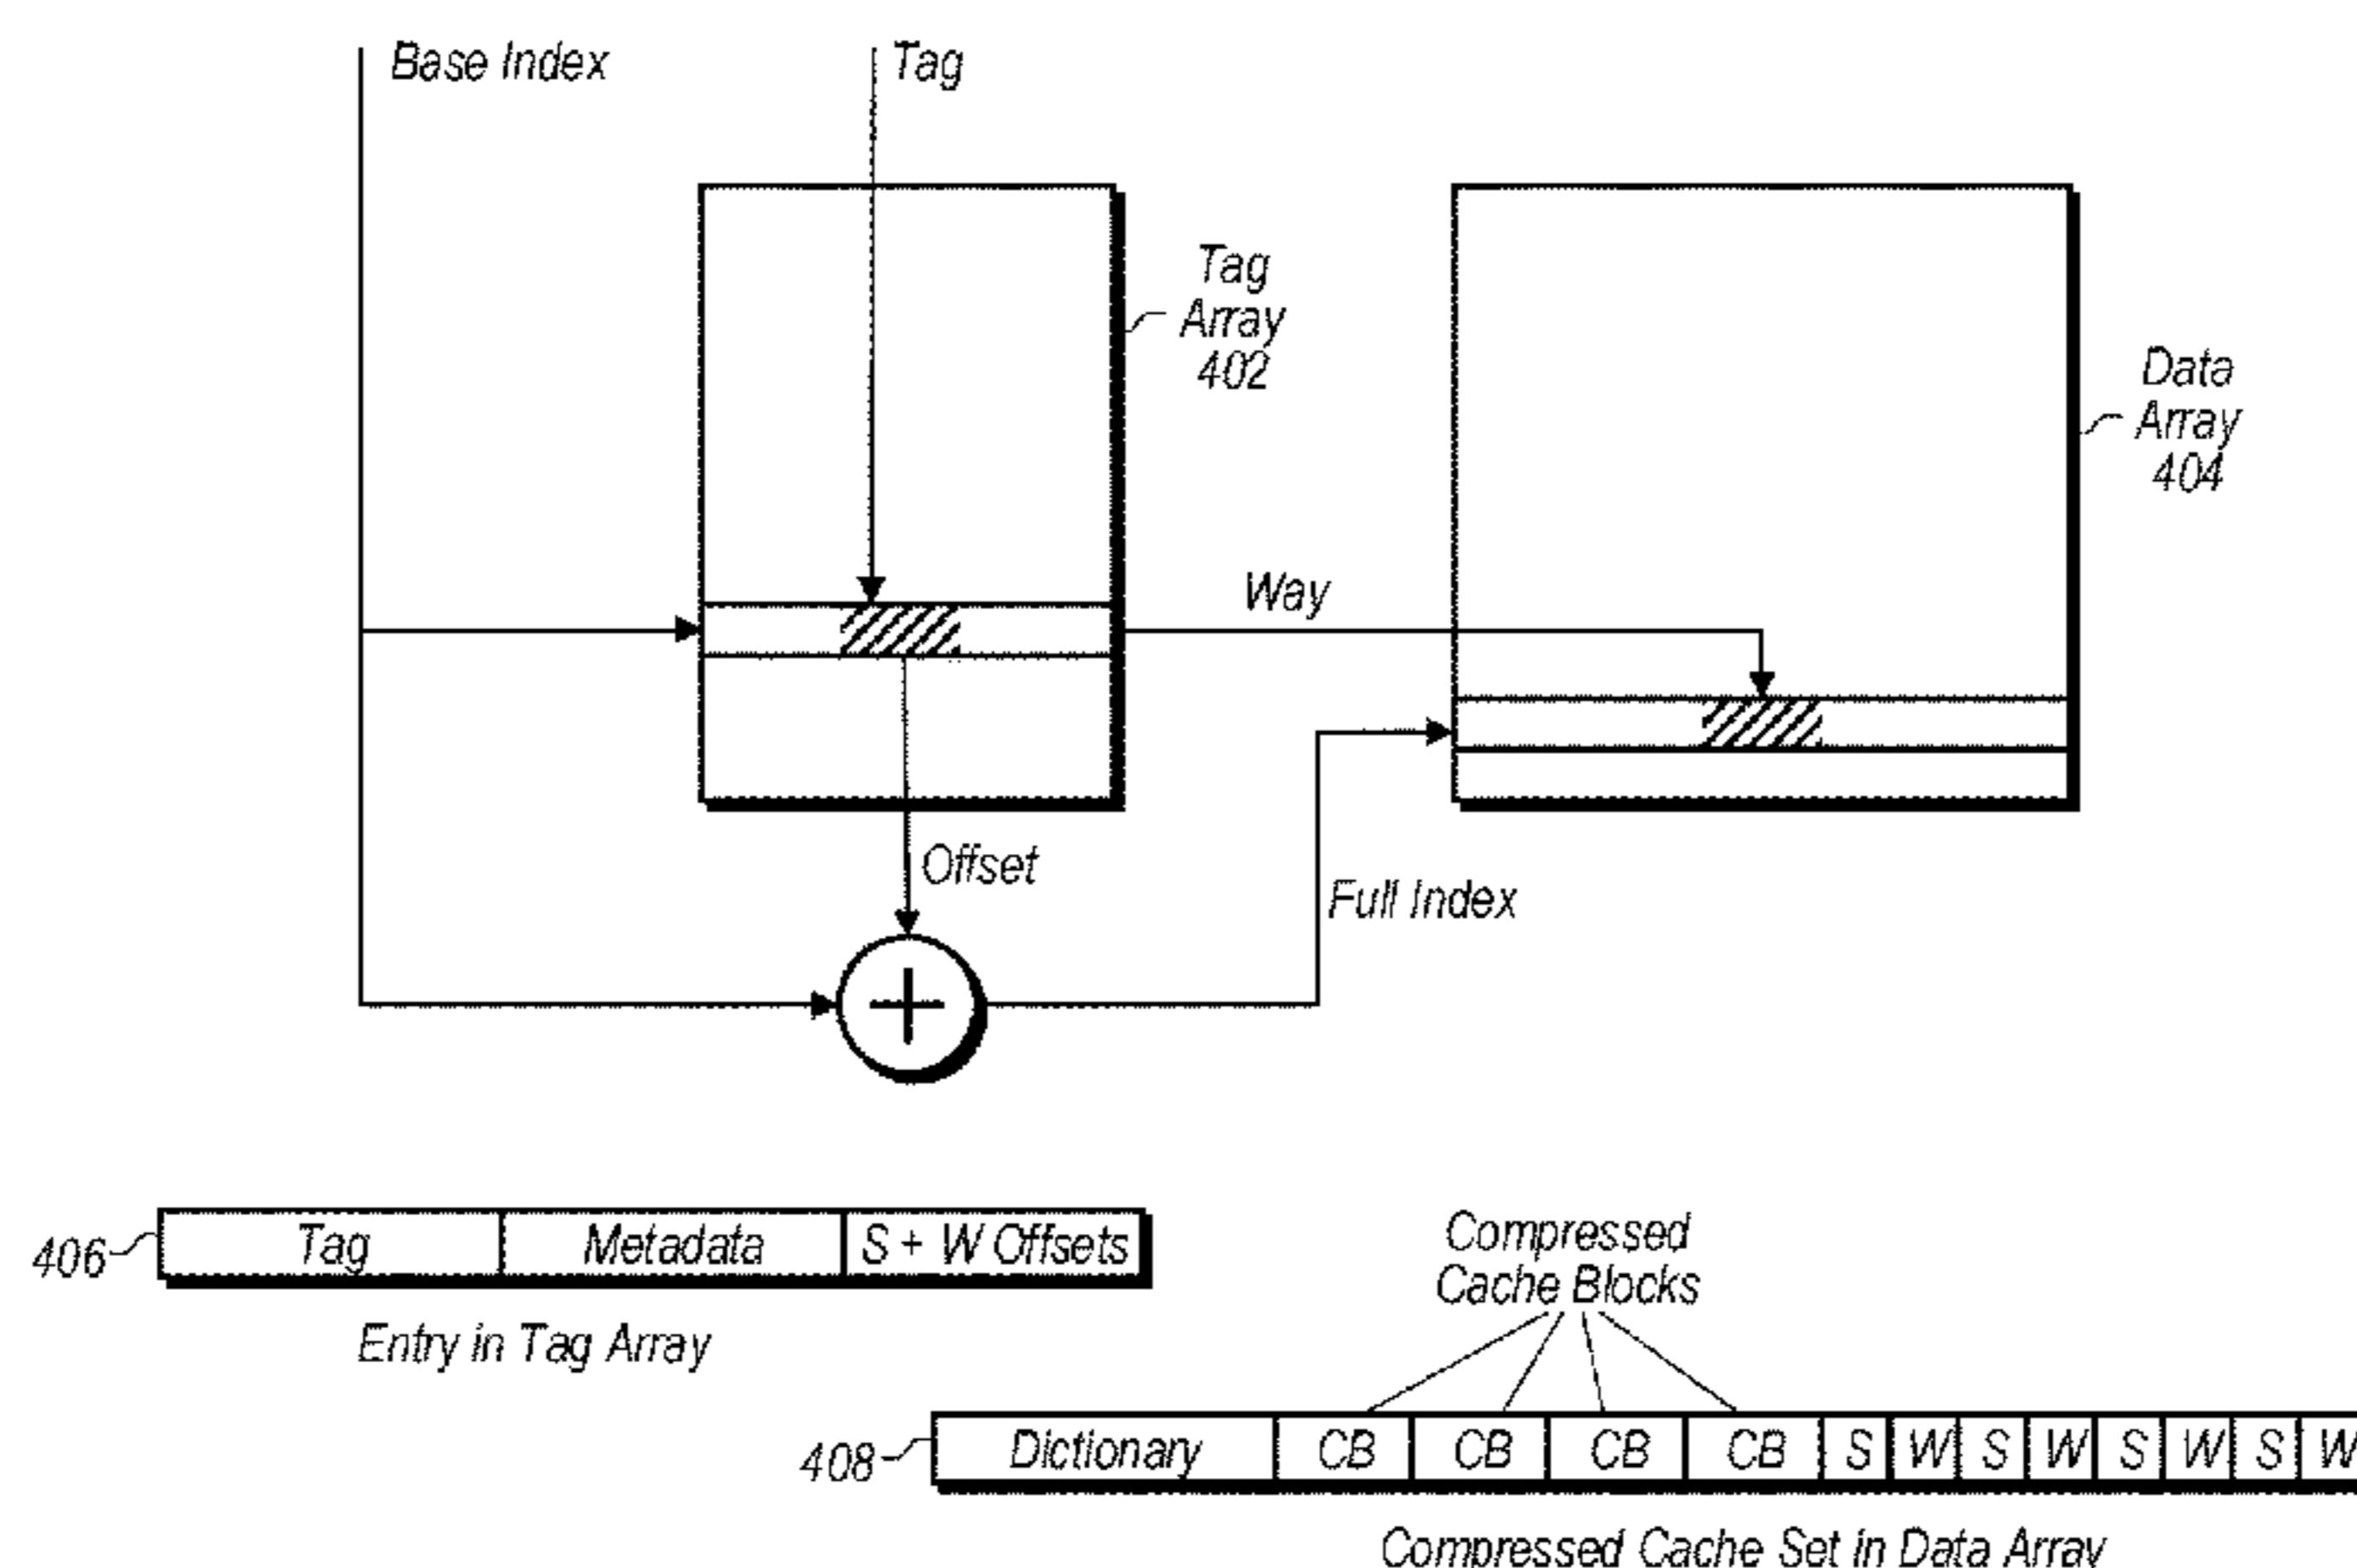 Base Index
Tag
Tag
Array
402
Data
Array
404
Way
Offset
Full Index
+
406
Tag Metadata S + W Offsets
Entry in Tag Array
Compressed
Cache Blocks
408
Dictionary CB CB CB CB S W S W S W S W
Compressed Cache Set in Data Array